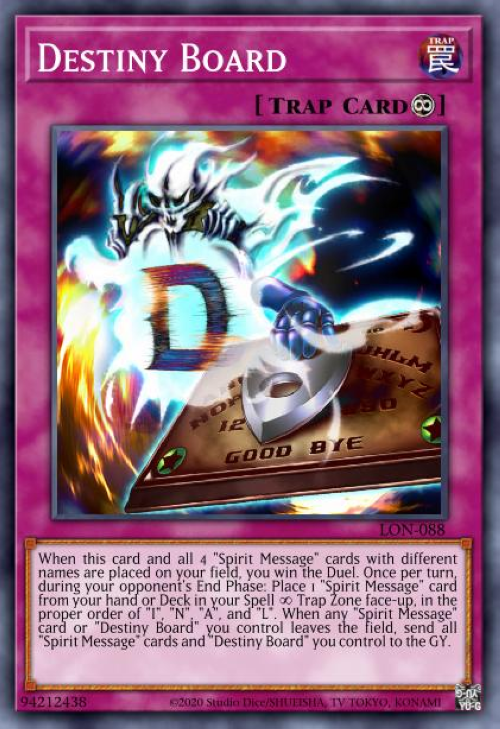 DESTINY BOARD
TRAP
罠
[ TRAP CARD♾]
D
GOOD BYE
LON-088
When this card and all 4 "Spirit Message" cards with different
names are placed on your field, you win the Duel. Once per turn,
during your opponent's End Phase: Place 1 "Spirit Message" card
from your hand or Deck in your Spell ∞ Trap Zone face-up, in the
proper order of "I", "N", "A", and "L". When any "Spirit Message"
card or "Destiny Board" you control leaves the field, send all
"Spirit Message" cards and "Destiny Board" you control to the GY.
94212438
©2020 Studio Dice/SHUEISHA, TV TOKYO, KONAMI